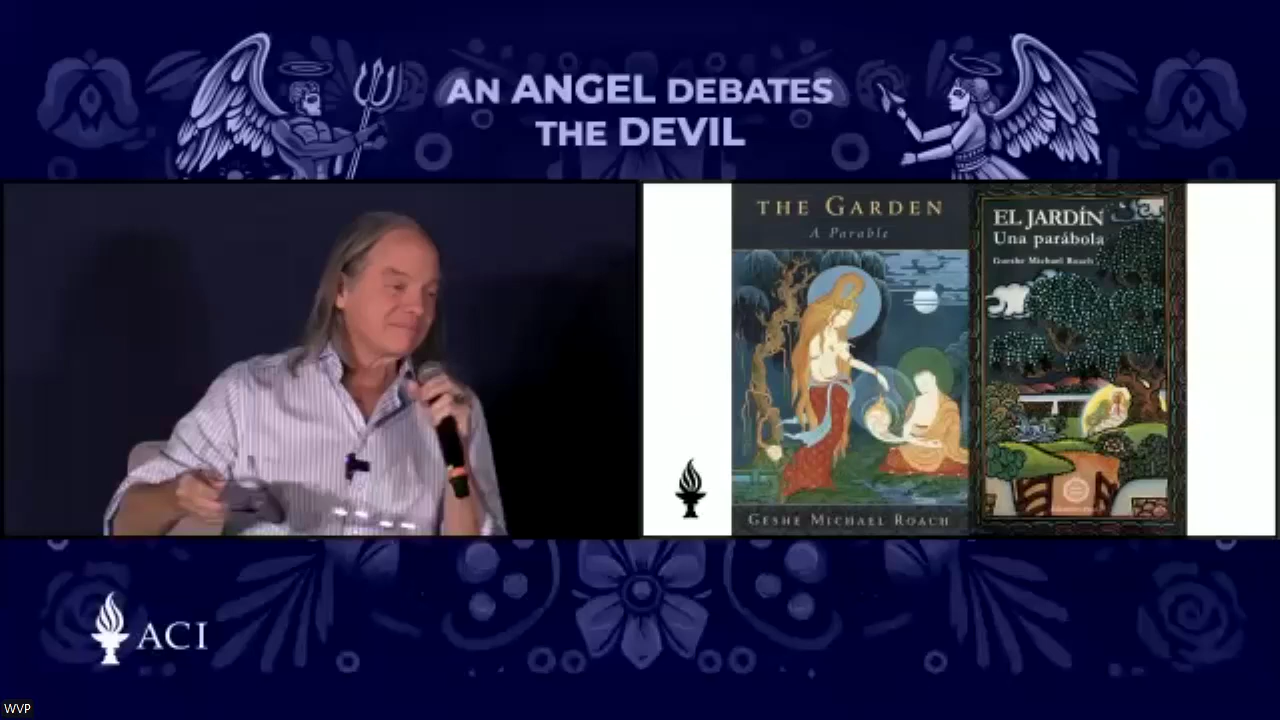 AN ANGEL DEBATES
THE DEVIL
THE GARDEN
A Parable
GESHE MICHAEL ROACH
EL JARDÍN
Una parábola
Gueshe Michael Roach
ACI
WVP